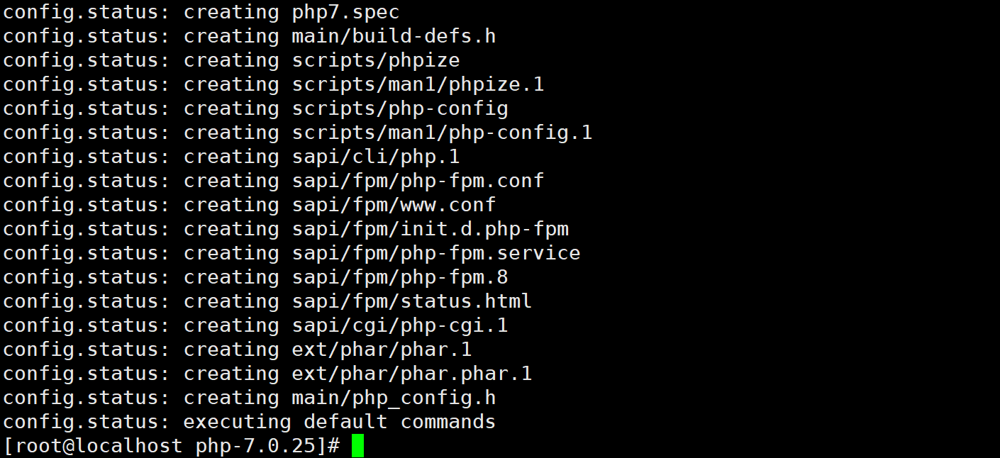 config.status: creating php7.spec
config.status: creating main/build-defs.h
config.status: creating scripts/phpize
config.status: creating scripts/man1/phpize.1
config.status: creating scripts/php-config
config.status: creating scripts/man1/php-config.1
config.status: creating sapi/cli/php.1
config.status: creating sapi/fpm/php-fpm.conf
config.status: creating sapi/fpm/www.conf
config.status: creating sapi/fpm/init.d.php-fpm
config.status: creating sapi/fpm/php-fpm.service
config.status: creating sapi/fpm/php-fpm.8
config.status: creating sapi/fpm/status.html
config.status: creating sapi/cgi/php-cgi.1
config.status: creating ext/phar/phar.1
config.status: creating ext/phar/phar.phar.1
config.status: creating main/php_config.h
config.status: executing default commands
[root@localhost php-7.0.25]#